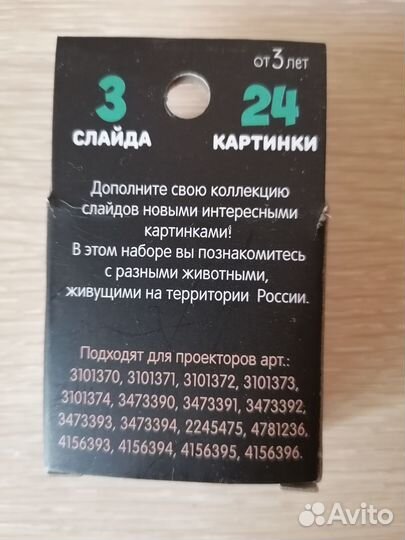 от 3 лет
3 24
СЛАЙДА КАРТИНКИ
Дополните свою коллекцию
слайдов новыми интересными
картинками!
В этом наборе вы познакомитесь
с разными животными,
живущими на территории России.
Подходят для проекторов арт.:
3101370, 3101371, 3101372, 3101373,
3101374, 3473390, 3473391, 3473392,
3473393, 3473394, 2245475, 4781236,
4156393, 4156394, 4156395, 4156396.
Avito